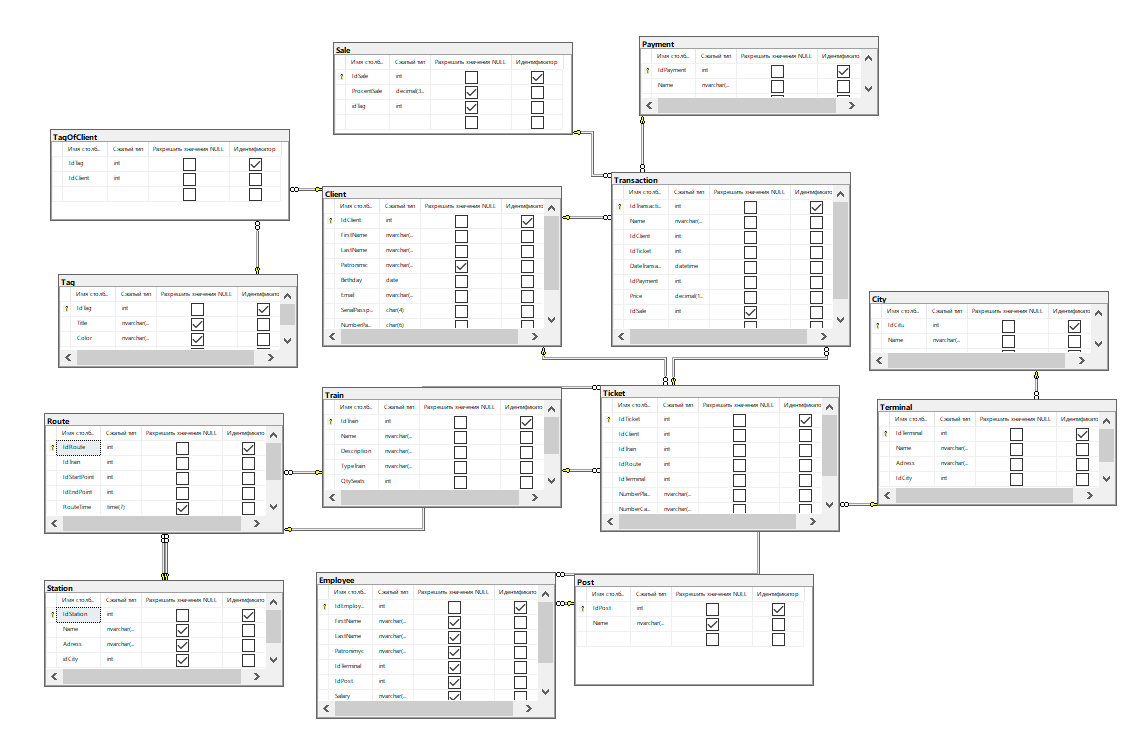 Sale
Имя столб... Сжатый тип Разрешить значения NULL Идентификатор
IdSale int
ProcentSale decimal(3...
idTag int
Payment
Имя столб... Сжатый тип Разрешить значения NULL Идентификато
IdPayment int
Name nvarchar(...
TagOfClient
Имя столб... Сжатый тип Разрешить значения NULL Идентификатор
IdTag int
IdClient int
Client
Имя столб... Сжатый тип Разрешить значения NULL Идентификато
IdClient int
FirstName nvarchar(...
LastName nvarchar(...
Patronimic nvarchar(...
Birthday date
Email nvarchar(...
SerialPassp... char(4)
NumberPa... char(6)
Transaction
Имя столб... Сжатый тип Разрешить значения NULL Идентификато
IdTransacti... int
Name nvarchar(...
IdClient int
IdTicket int
DateTransa... datetime
IdPayment int
Price decimal(1...
IdSale int
Tag
Имя столб... Сжатый тип Разрешить значения NULL Идентификато
IdTag int
Title nvarchar(...
Color nvarchar(...
City
Имя столб... Сжатый тип Разрешить значения NULL Идентификато
IdCity int
Name nvarchar(...
Train
Имя столб... Сжатый тип Разрешить значения NULL Идентификато
IdTrain int
Name nvarchar(...
Description nvarchar(...
TypeTrain nvarchar(...
QtySeats int
Ticket
Имя столб... Сжатый тип Разрешить значения NULL Идентификато
IdTicket int
IdClient int
IdTrain int
IdRoute int
IdTerminal int
NumberPla... nvarchar(...
NumberCa... nvarchar(...
Terminal
Имя столб... Сжатый тип Разрешить значения NULL Идентификато
IdTerminal int
Name nvarchar(...
Adress nvarchar(...
IdCity int
Route
Имя столб... Сжатый тип Разрешить значения NULL Идентификато
IdRoute int
IdTrain int
IdStartPoint int
IdEndPoint int
RouteTime time(7)
Station
Имя столб... Сжатый тип Разрешить значения NULL Идентификато
IdStation int
Name nvarchar(...
Adress nvarchar(...
idCity int
Employee
Имя столб... Сжатый тип Разрешить значения NULL Идентификато
IdEmploy... int
FirstName nvarchar(...
LastName nvarchar(...
Patronimyc nvarchar(...
IdTerminal int
IdPost int
Salary nvarchar(...
Post
Имя столб... Сжатый тип Разрешить значения NULL Идентификатор
IdPost int
Name nvarchar(...